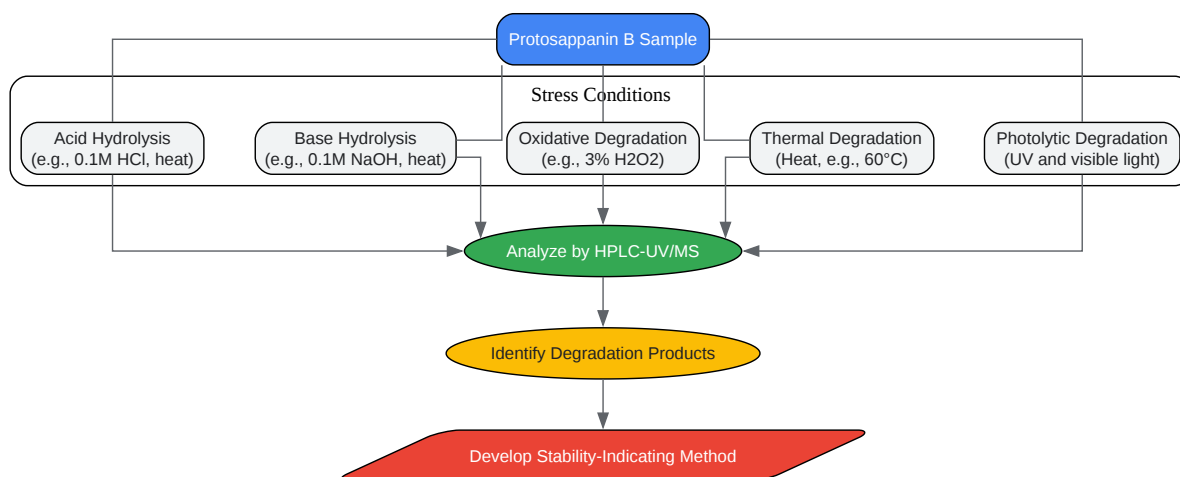 Protosappanin B Sample
Stress Conditions
Acid Hydrolysis
(e.g., 0.1M HCl, heat)
Base Hydrolysis
(e.g., 0.1M NaOH, heat)
Oxidative Degradation
(e.g., 3% H2O2)
Thermal Degradation
(Heat, e.g., 60°C)
Photolytic Degradation
(UV and visible light)
Analyze by HPLC-UV/MS
Identify Degradation Products
Develop Stability-Indicating Method